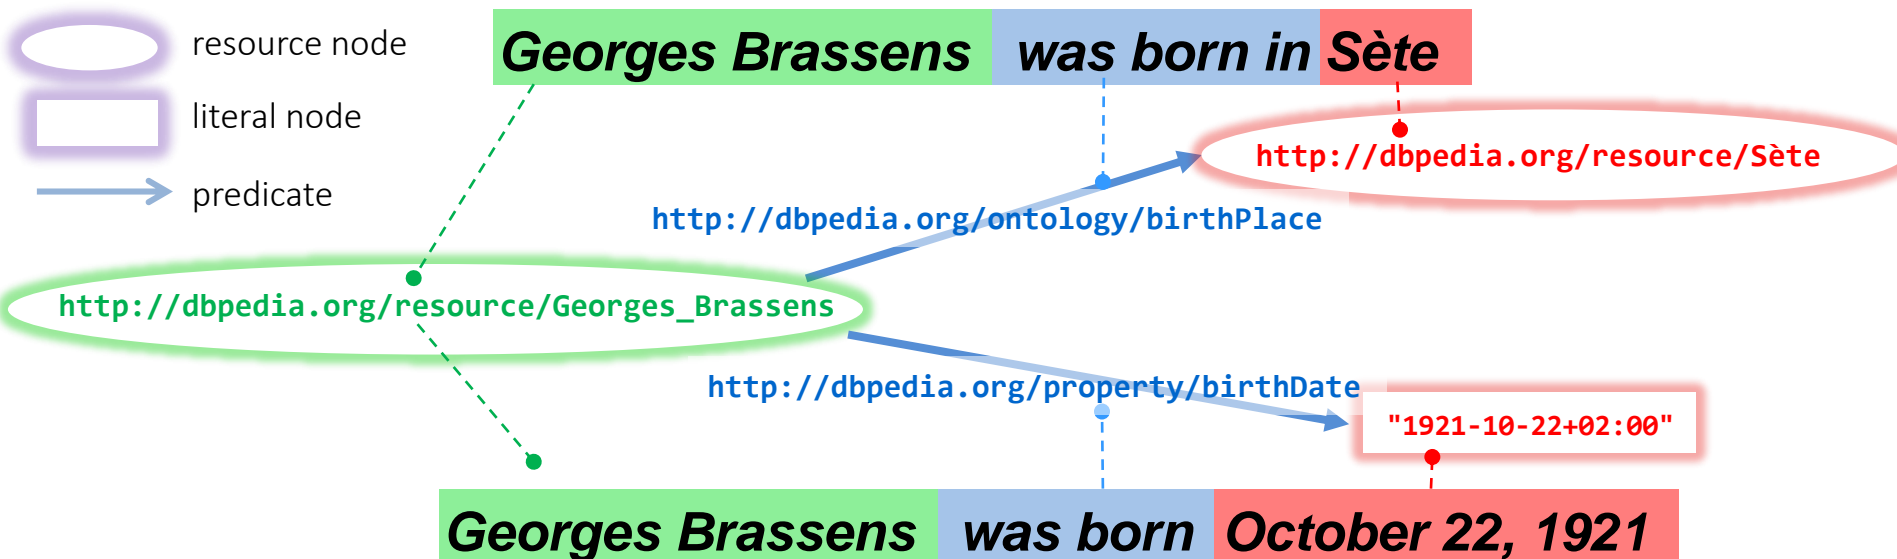 resource node
Georges Brassens was born in Sète
literal node
http://dbpedia.org/resource/Sète
predicate
http://dbpedia.org/ontology/birthPlace
http://dbpedia.org/resource/Georges_Brassens
http://dbpedia.org/property/birthDate
"1921-10-22+02:00"
Georges Brassens was born October 22, 1921